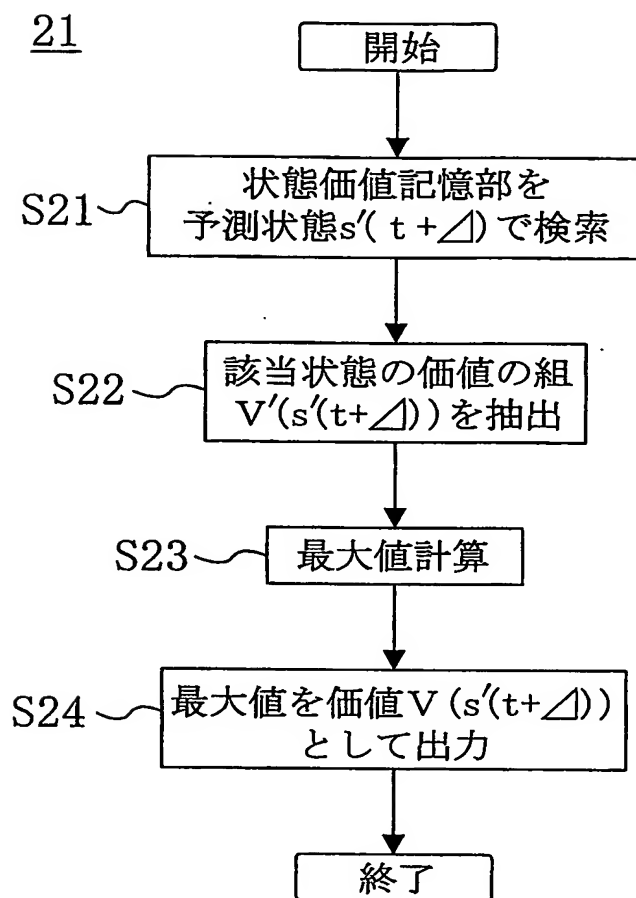 21
開始
S21
状態価値記憶部を
予測状態s′(t+⊿)で検索
S22
該当状態の価値の組
V′(s′(t+⊿))を抽出
S23
最大値計算
S24
最大値を価値V(s′(t+⊿))
として出力
終了